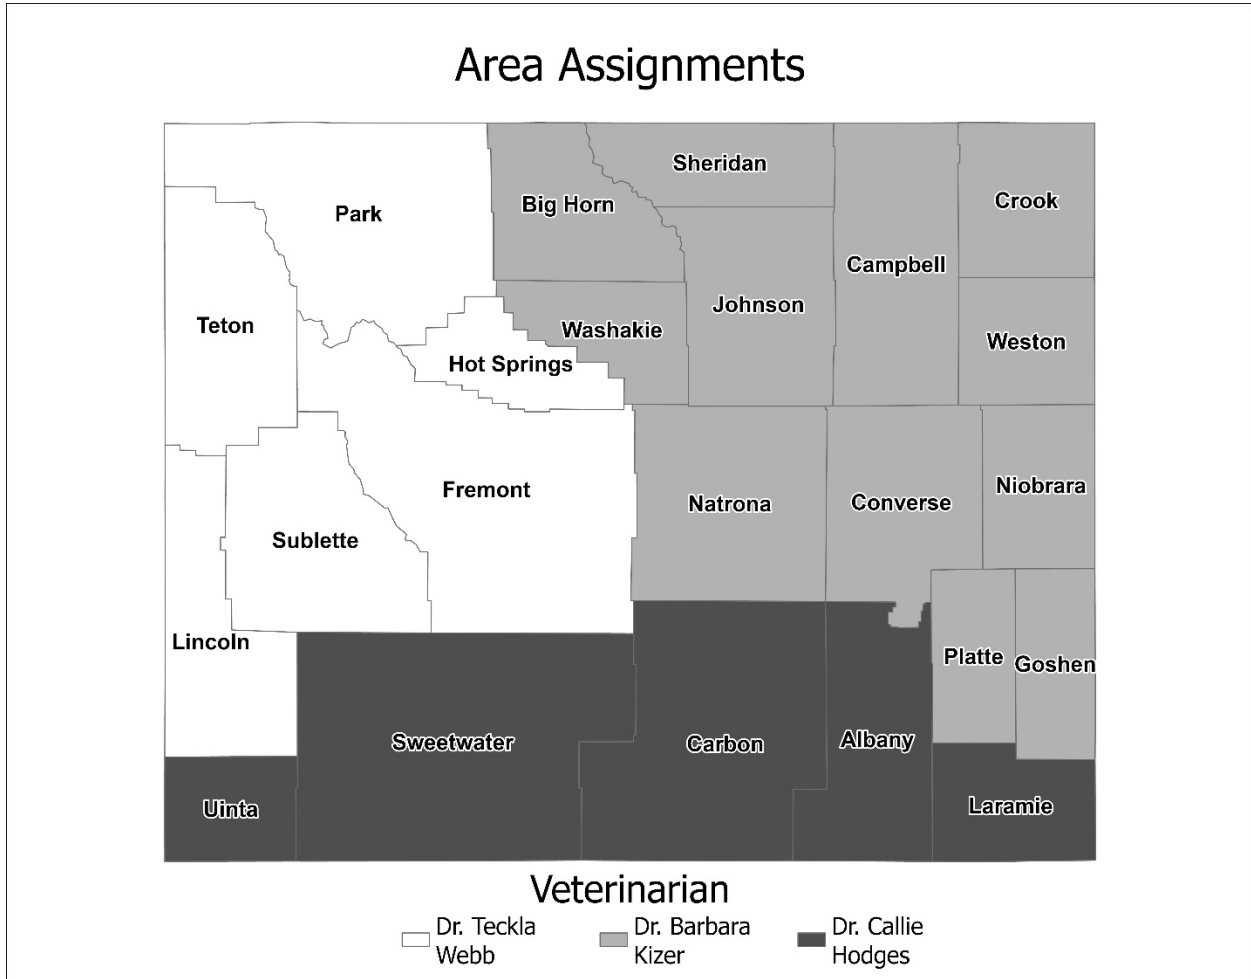 Area Assignments
Sheridan
Big Horn
Crook
Park
Campbell
Johnson
Teton
Washakie
Weston
Hot Springs
Fremont
Natrona
Converse
Niobrara
Sublette
Lincoln
Platte
Goshen
Sweetwater
Carbon
Albany
Uinta
Laramie
Veterinarian
Dr. Teckla
Webb
Dr. Barbara
Kizer
Dr. Callie
Hodges